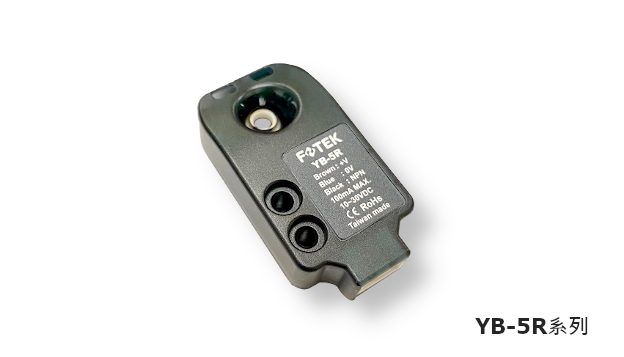 FOTEK
YB-5R
Brown : +V
Blue : 0V
Black : NPN
100mA MAX.
10~30VDC
CE RoHs
Taiwan made
YB-5R系列